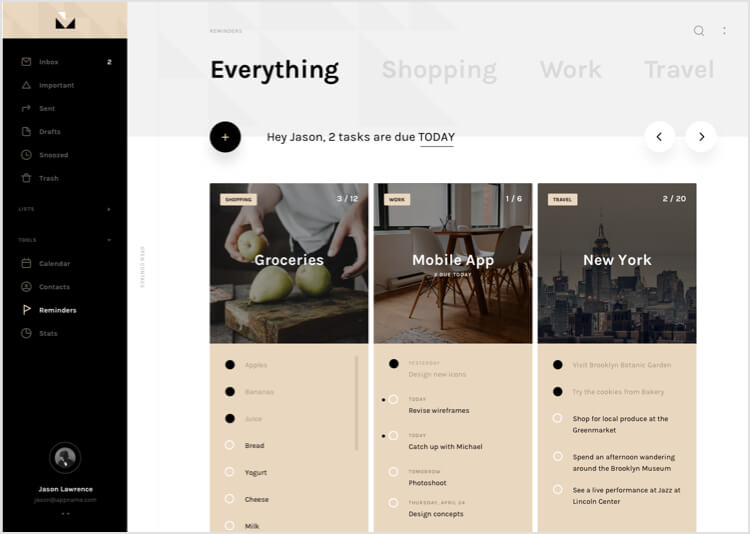 Inbox 2
Important
Sent
Drafts
Snoozed
Trash
LISTS
TOOLS
Calendar
Contacts
Reminders
Stats
Jason Lawrence
jason@appname.com
OPEN CONTENT
REMINDERS
Everything Shopping Work Travel
+ Hey Jason, 2 tasks are due TODAY
SHOPPING 3 / 12
Groceries
Apples
Bananas
Juice
Bread
Yogurt
Cheese
Milk
WORK 1 / 6
Mobile App
2 DUE TODAY
YESTERDAY
Design new icons
TODAY
Revise wireframes
TODAY
Catch up with Michael
TOMORROW
Photoshoot
THURSDAY, APRIL 24
Design concepts
TRAVEL 2 / 20
New York
Visit Brooklyn Botanic Garden
Try the cookies from Bakery
Shop for local produce at the
Greenmarket
Spend an afternoon wandering
around the Brooklyn Museum
See a live performance at Jazz at
Lincoln Center